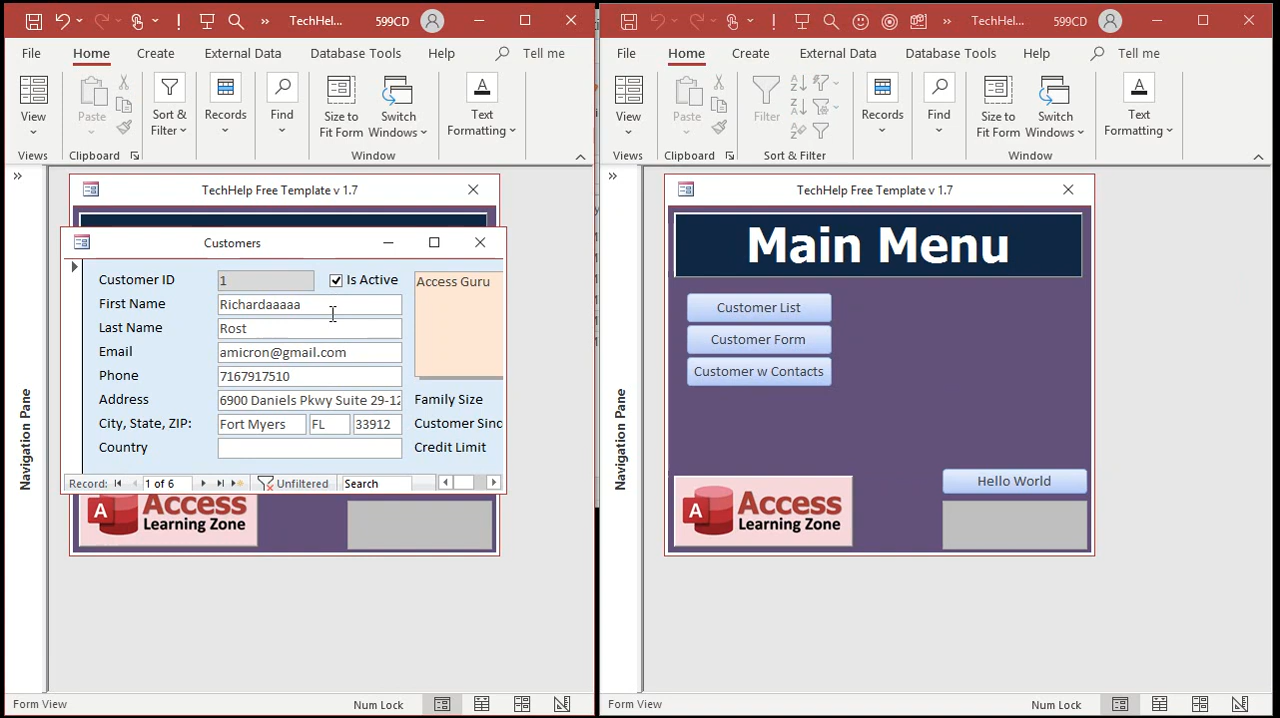 TechHel... 599CD
File Home Create External Data Database Tools Help Tell me
View Paste Sort & Filter Records Find Size to Fit Form Switch Windows Text Formatting
Views Clipboard Window
TechHelp Free Template v 1.7
Customers
Customer ID 1 Is Active Access Guru
First Name Richardaaaaa
Last Name Rost
Email amicron@gmail.com
Phone 7167917510
Address 6900 Daniels Pkwy Suite 29-12 Family Size
City, State, ZIP: Fort Myers FL 33912 Customer Sinc
Country Credit Limit
Record: 1 of 6 Unfiltered Search
Access
Learning Zone
Navigation Pane
Form View Num Lock
TechHel... 599CD
File Home Create External Data Database Tools Help Tell me
View Paste Filter Records Find Size to Fit Form Switch Windows Text Formatting
Views Clipboard Sort & Filter Window
TechHelp Free Template v 1.7
Main Menu
Customer List
Customer Form
Customer w Contacts
Hello World
A Access
Learning Zone
Navigation Pane
Form View Num Lock